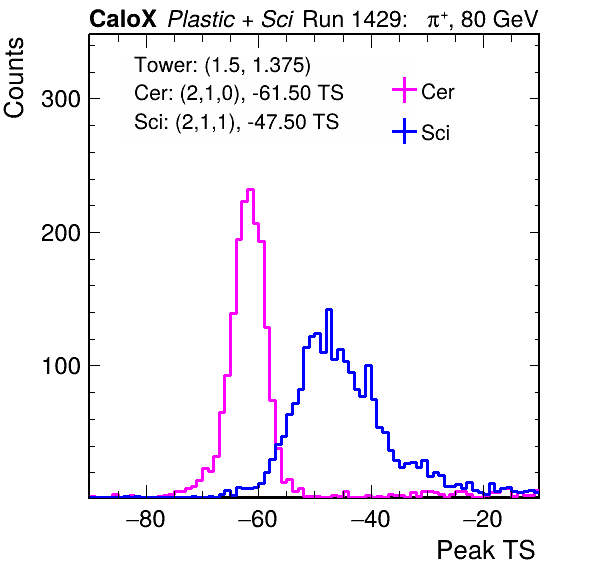 CaloX Plastic + Sci Run 1429: π⁺, 80 GeV
Counts
Tower: (1.5, 1.375)
Cer: (2,1,0), -61.50 TS
Sci: (2,1,1), -47.50 TS
Cer
Sci
300
200
100
−80 −60 −40 −20
Peak TS